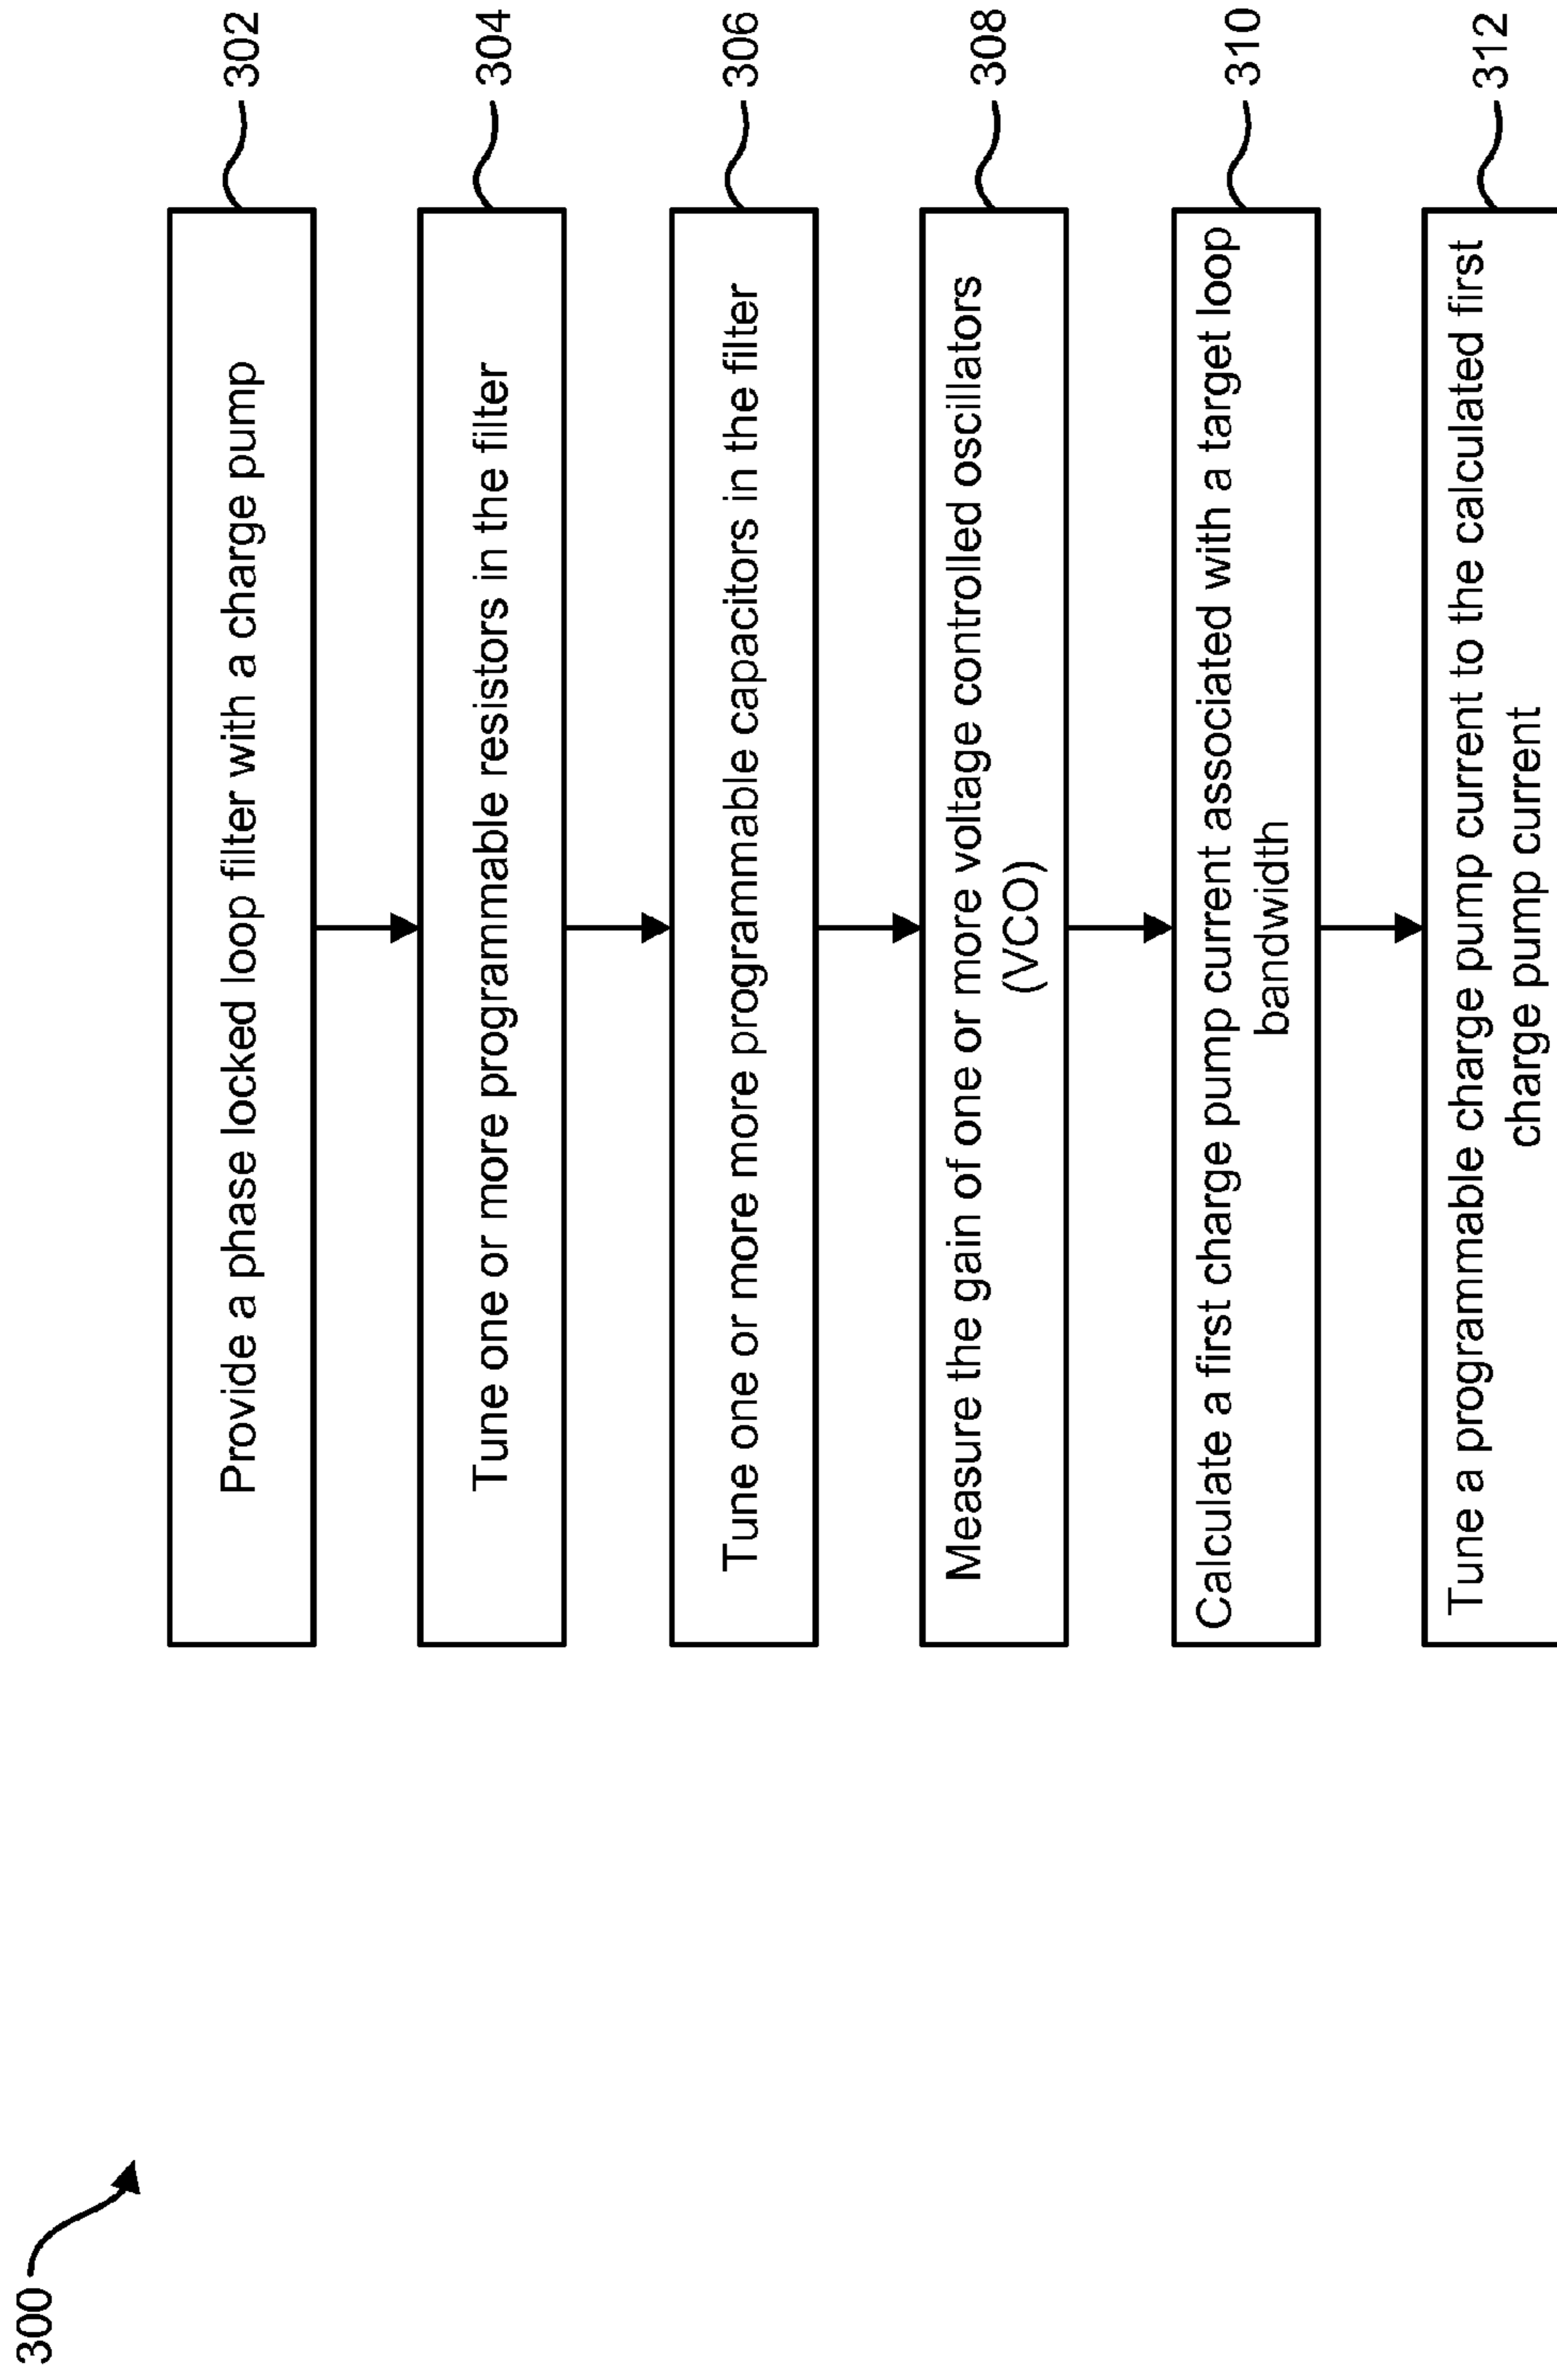 300
Provide a phase locked loop filter with a charge pump
302
Tune one or more programmable resistors in the filter
304
Tune one or more more programmable capacitors in the filter
306
Measure the gain of one or more voltage controlled oscillators
(VCO)
308
Calculate a first charge pump current associated with a target loop
bandwidth
310
Tune a programmable charge pump current to the calculated first
charge pump current
312